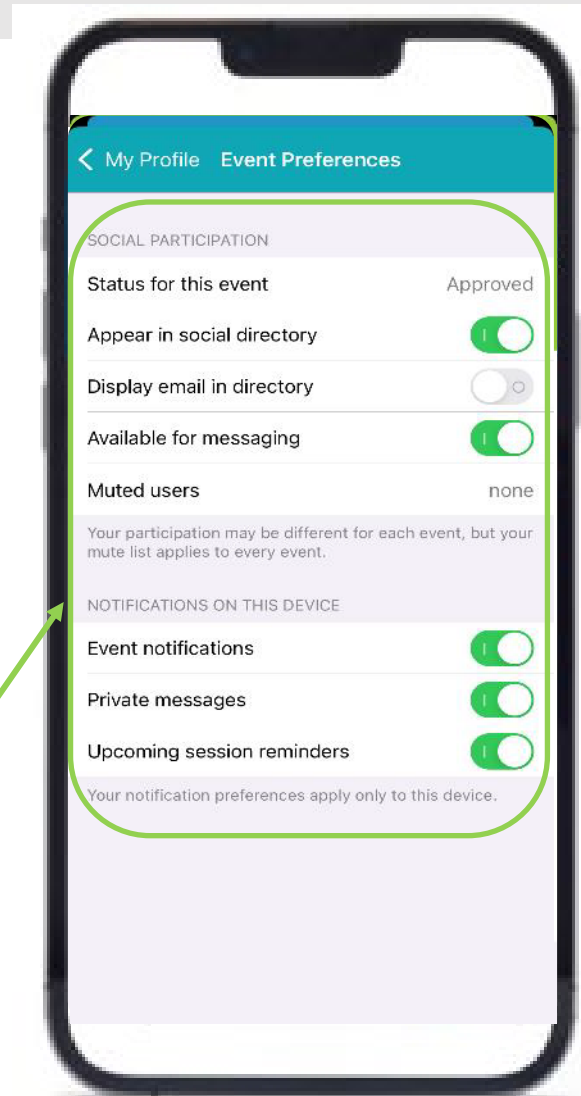 My Profile Event Preferences
SOCIAL PARTICIPATION
Status for this event Approved
Appear in social directory
Display email in directory
Available for messaging
Muted users none
Your participation may be different for each event, but your
mute list applies to every event.
NOTIFICATIONS ON THIS DEVICE
Event notifications
Private messages
Upcoming session reminders
Your notification preferences apply only to this device.